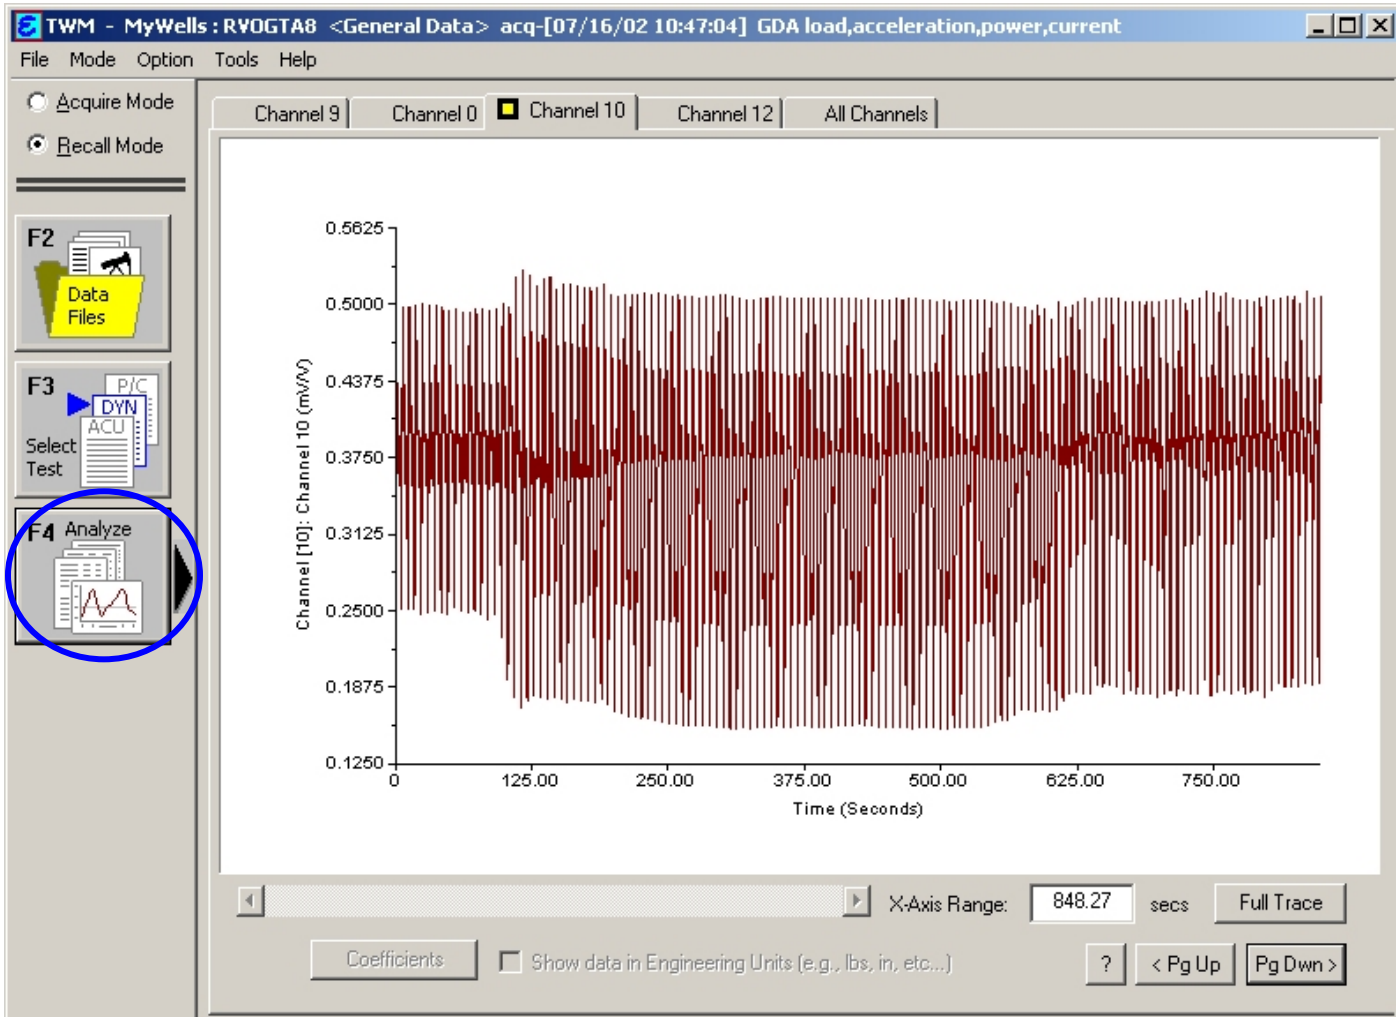 TWM - MyWells : RVOGTA8 <General Data> acq-[07/16/02 10:47:04] GDA load,acceleration,power,current
File Mode Option Tools Help
Acquire Mode
Recall Mode
F2
Data
Files
F3
P/C
DYN
ACU
Select
Test
F4 Analyze
Channel 9 Channel 0 Channel 10 Channel 12 All Channels
Channel [10]: Channel 10 (mV/V)
0.5625
0.5000
0.4375
0.3750
0.3125
0.2500
0.1875
0.1250
0 125.00 250.00 375.00 500.00 625.00 750.00
Time (Seconds)
X-Axis Range: 848.27 secs Full Trace
Coefficients Show data in Engineering Units (e.g., lbs, in, etc...) ? < Pg Up Pg Dwn >